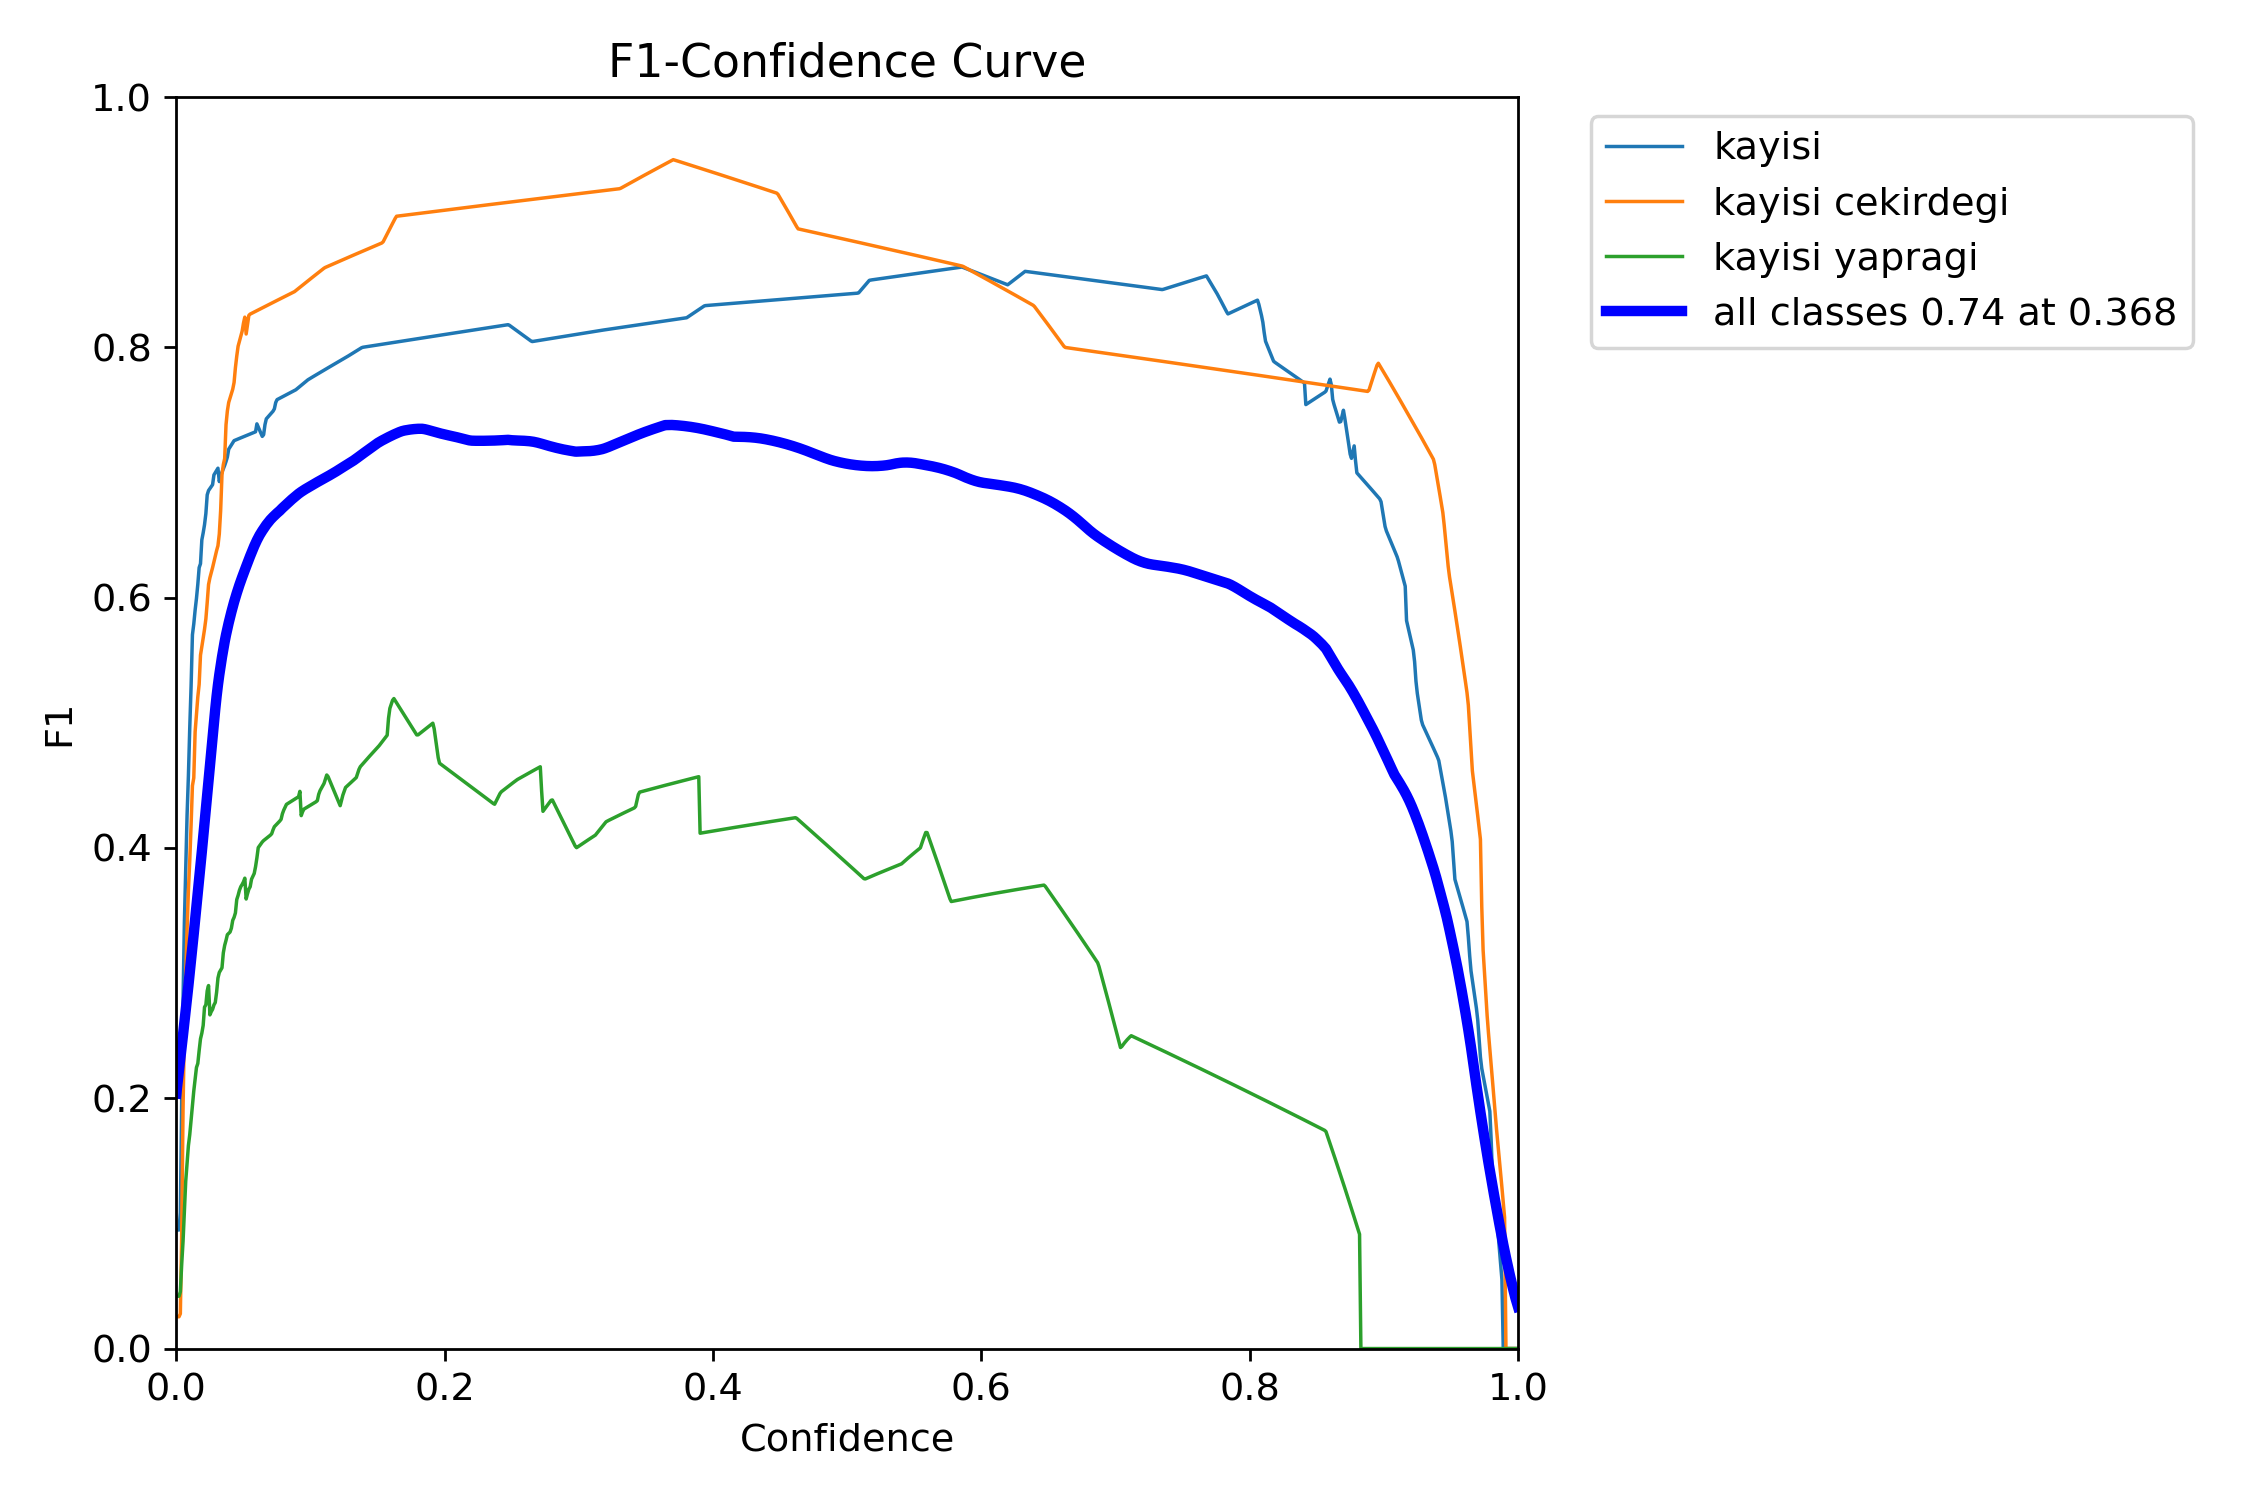 F1-Confidence Curve
1.0
0.8
0.6
0.4
0.2
0.0
F1
0.0 0.2 0.4 0.6 0.8 1.0
Confidence
kayisi
kayisi cekirdegi
kayisi yapragi
all classes 0.74 at 0.368